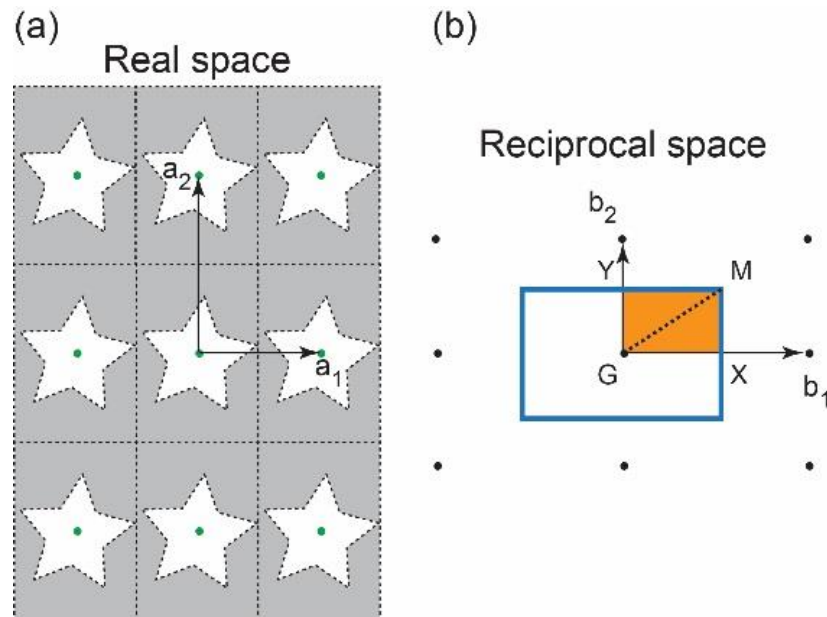 (a)
Real space
a2
a1
(b)
Reciprocal space
b2
Y
M
G
X
b1